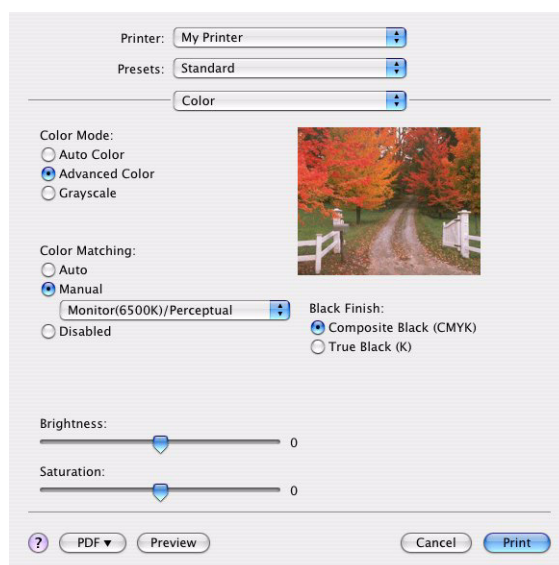 Printer: My Printer
Presets: Standard
Color
Color Mode:
Auto Color
Advanced Color
Grayscale
Color Matching:
Auto
Manual
Monitor(6500K)/Perceptual
Disabled
Black Finish:
Composite Black (CMYK)
True Black (K)
Brightness:
0
Saturation:
0
? PDF▼ Preview Cancel Print